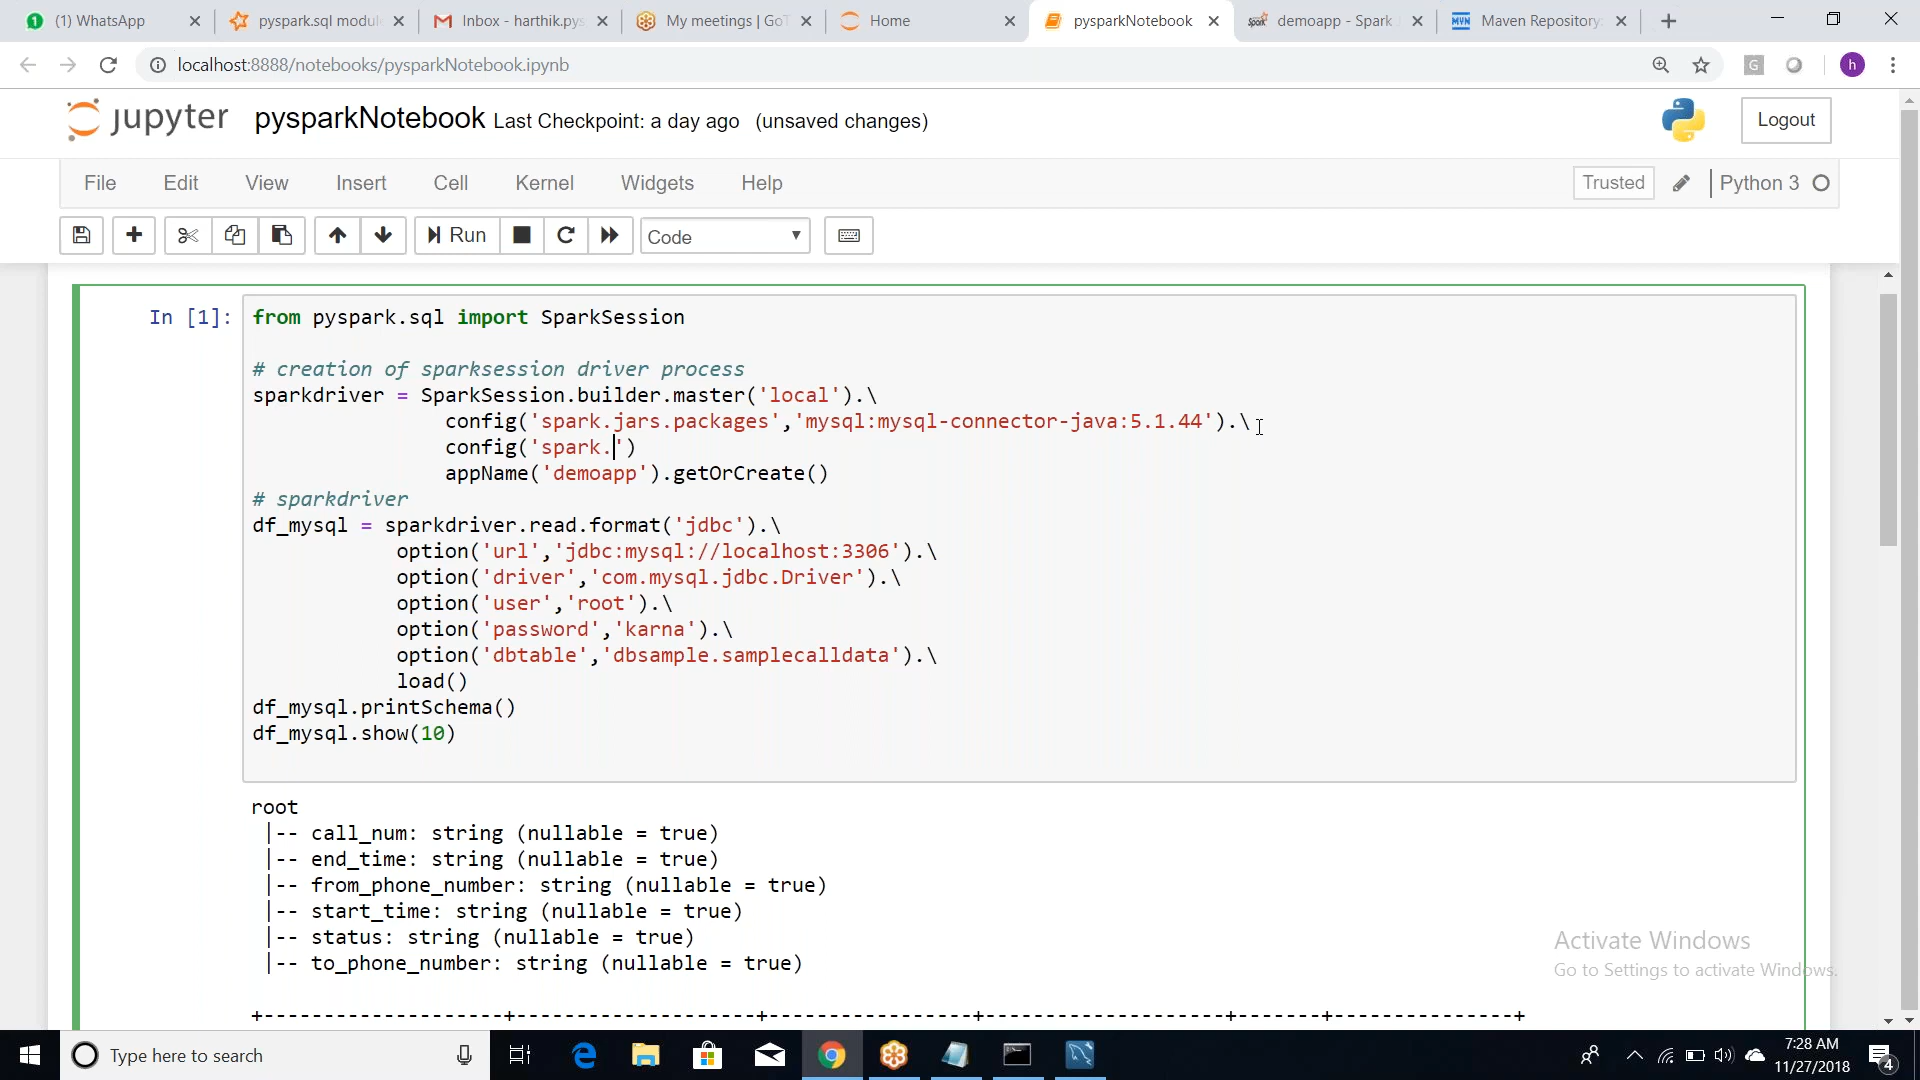 (1) WhatsApp
pyspark.sql modul
Inbox - harthik.pys
My meetings | GoT
Home
pysparkNotebook
demoapp - Spark
Maven Repository:
localhost:8888/notebooks/pysparkNotebook.ipynb
G
h
jupyter pysparkNotebook Last Checkpoint: a day ago (unsaved changes)
Logout
File Edit View Insert Cell Kernel Widgets Help
Trusted
Python 3
Run
Code
In [1]:
from pyspark.sql import SparkSession
# creation of sparksession driver process
sparkdriver = SparkSession.builder.master('local').\
config('spark.jars.packages','mysql:mysql-connector-java:5.1.44').\
config('spark.')
appName('demoapp').getOrCreate()
# sparkdriver
df_mysql = sparkdriver.read.format('jdbc').\
option('url','jdbc:mysql://localhost:3306').\
option('driver','com.mysql.jdbc.Driver').\
option('user','root').\
option('password','karna').\
option('dbtable','dbsample.samplecalldata').\
load()
df_mysql.printSchema()
df_mysql.show(10)
root
|-- call_num: string (nullable = true)
|-- end_time: string (nullable = true)
|-- from_phone_number: string (nullable = true)
|-- start_time: string (nullable = true)
|-- status: string (nullable = true)
|-- to_phone_number: string (nullable = true)
+--------------------+--------------------+-----------------+--------------------+-------+---------------+
Activate Windows
Go to Settings to activate Windows.
Type here to search
7:28 AM
11/27/2018
4